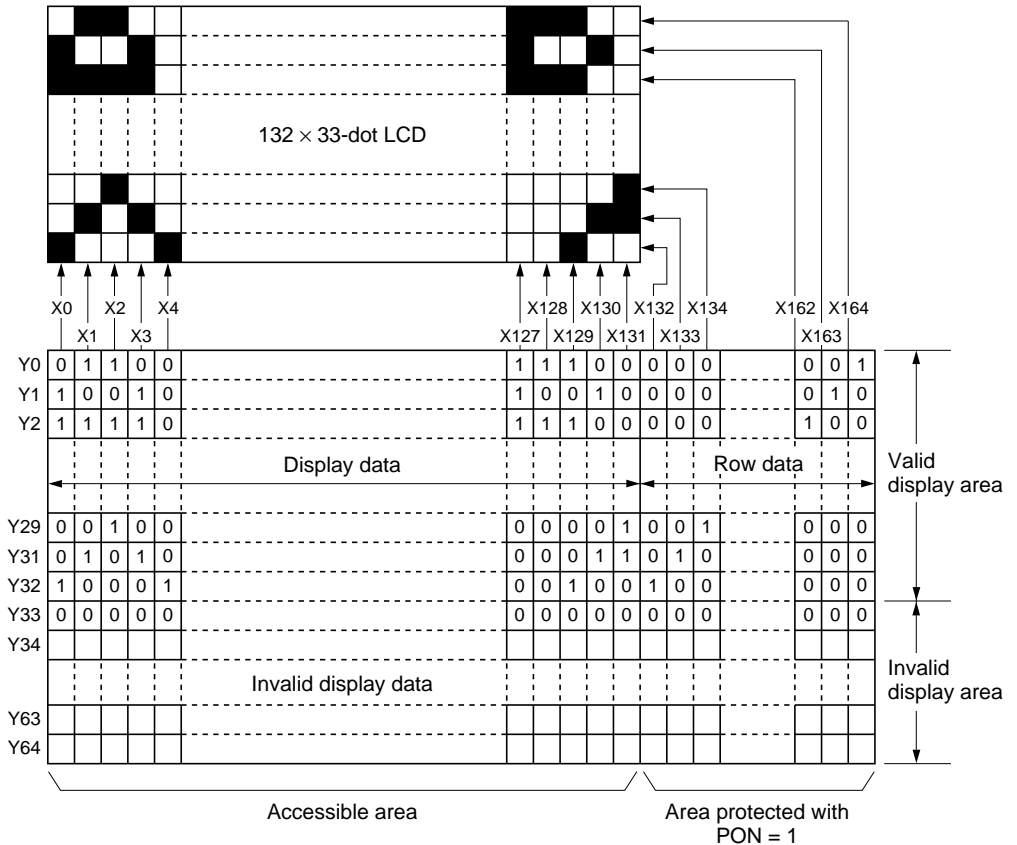 132 × 33-dot LCD
X0 X2 X4 X128 X130 X132 X134 X162 X164
X1 X3 X127 X129 X131 X133 X163
Y0 0 1 1 0 0 1 1 1 0 0 0 0 0 0 0 1
Y1 1 0 0 1 0 1 0 0 1 0 0 0 0 0 1 0
Y2 1 1 1 1 0 1 1 1 0 0 0 0 0 1 0 0
Display data Row data Valid
display area
Y29 0 0 1 0 0 0 0 0 0 1 0 0 1 0 0 0
Y31 0 1 0 1 0 0 0 0 1 1 0 1 0 0 0 0
Y32 1 0 0 0 1 0 0 1 0 0 1 0 0 0 0 0
Y33 0 0 0 0 0 0 0 0 0 0 0 0 0 0 0 0
Y34
Invalid display data Invalid
display area
Y63
Y64
Accessible area Area protected with
PON = 1